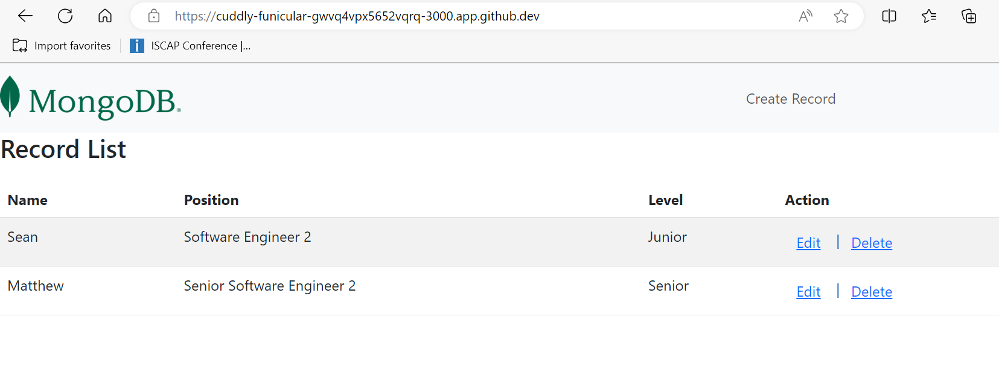 https://cuddly-funicular-gwvq4vpx5652vqrq-3000.app.github.dev
Import favorites ISCAP Conference |...
MongoDB® Create Record
Record List
Name Position Level Action
Sean Software Engineer 2 Junior Edit | Delete
Matthew Senior Software Engineer 2 Senior Edit | Delete